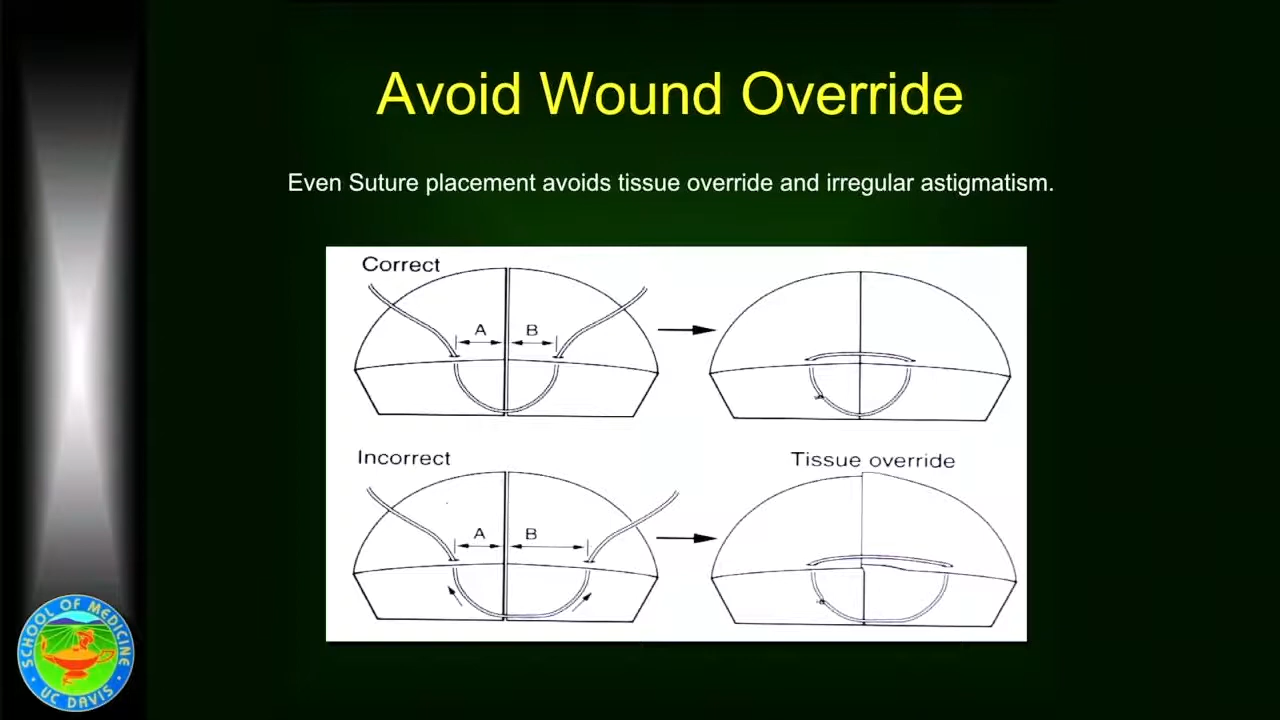 Avoid Wound Override
Even Suture placement avoids tissue override and irregular astigmatism.
Correct
A
B
Incorrect
Tissue override
A
B
SCHOOL OF MEDICINE
UC DAVIS